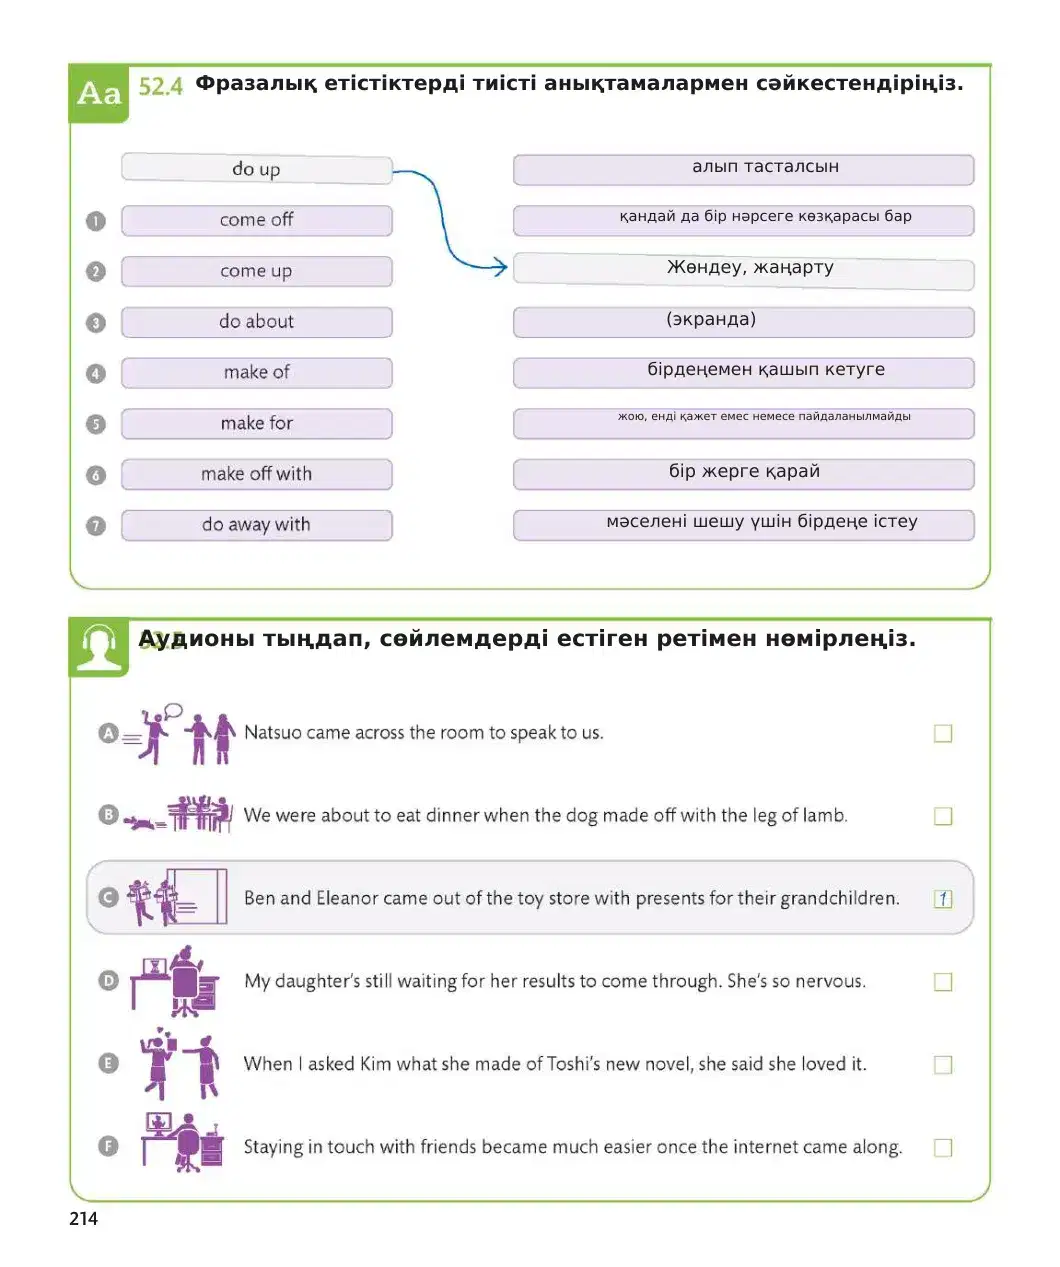 Aa
52.4 Фразалық етістіктерді тиісті анықтамалармен сәйкестендіріңіз.
do up
алып тасталсын
1 come off
қандай да бір нәрсеге көзқарасы бар
2 come up
Жөндеу, жаңарту
3 do about
(экранда)
4 make of
бірдеңемен қашып кетуге
5 make for
жою, енді қажет емес немесе пайдаланылмайды
6 make off with
бір жерге қарай
7 do away with
мәселені шешу үшін бірдеңе істеу
Аудионы тыңдап, сөйлемдерді естіген ретімен нөмірлеңіз.
A Natsuo came across the room to speak to us.
B We were about to eat dinner when the dog made off with the leg of lamb.
C Ben and Eleanor came out of the toy store with presents for their grandchildren. 1
D My daughter's still waiting for her results to come through. She's so nervous.
E When I asked Kim what she made of Toshi's new novel, she said she loved it.
F Staying in touch with friends became much easier once the internet came along.
214